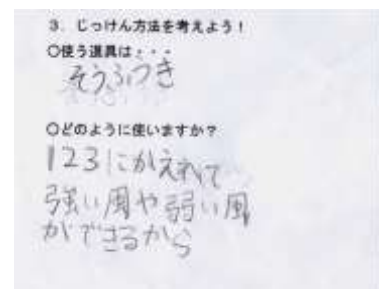 3. じっけん方法を考えよう！
○使う道具は・・・
そうふうき
○どのように使いますか？
123にかえれて
強い風や弱い風
ができるから